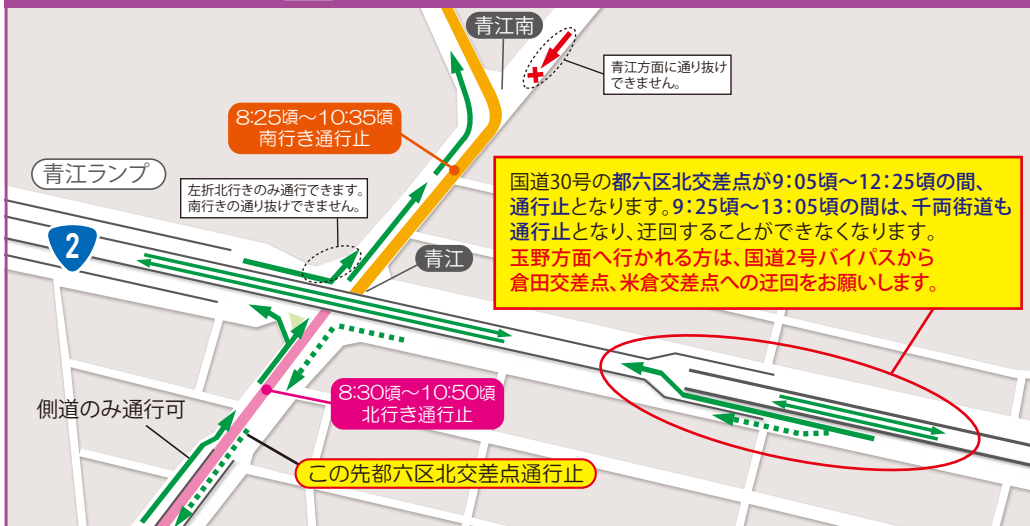 青江南
青江方面に通り抜け
できません。
8:25頃〜10:35頃
南行き通行止
青江ランプ
左折北行きのみ通行できます。
南行きの通り抜けできません。
国道30号の都六区北交差点が9:05頃〜12:25頃の間、
通行止となります。9:25頃〜13:05頃の間は、千両街道も
通行止となり、迂回することができなくなります。
玉野方面へ行かれる方は、国道2号バイパスから
倉田交差点、米倉交差点への迂回をお願いします。
2
青江
8:30頃〜10:50頃
北行き通行止
側道のみ通行可
この先都六区北交差点通行止